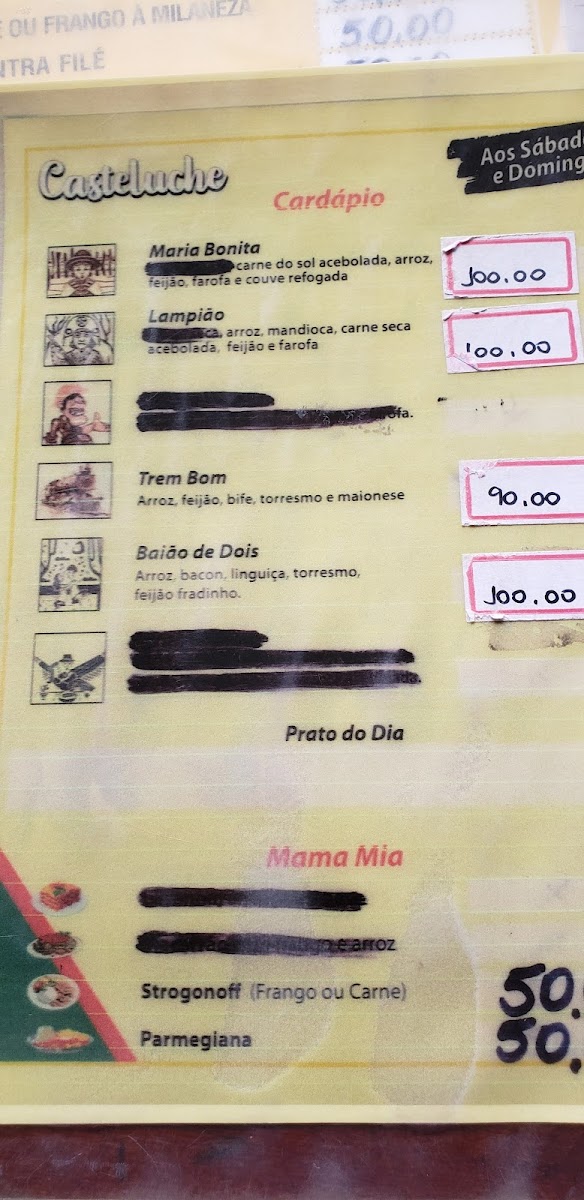 OU FRANGO À MILANEZA
50.00
FILÉ
Casteluche
Cardápio
Aos
e
Maria Bonita
carne do sol acebolada, arroz,
feijão, farofa e couve refogada
100.00
Lampião
arroz, mandioca, carne seca
acebolada, feijão e farofa
100.00
Trem Bom
Arroz, feijão, bife, torresmo e maionese
90.00
Baião de Dois
Arroz, bacon, linguiça, torresmo,
feijão fradinho.
100.00
Prato do Dia
Mama Mia
e arroz
Strogonoff (Frango ou Carne)
50.
Parmegiana
50.